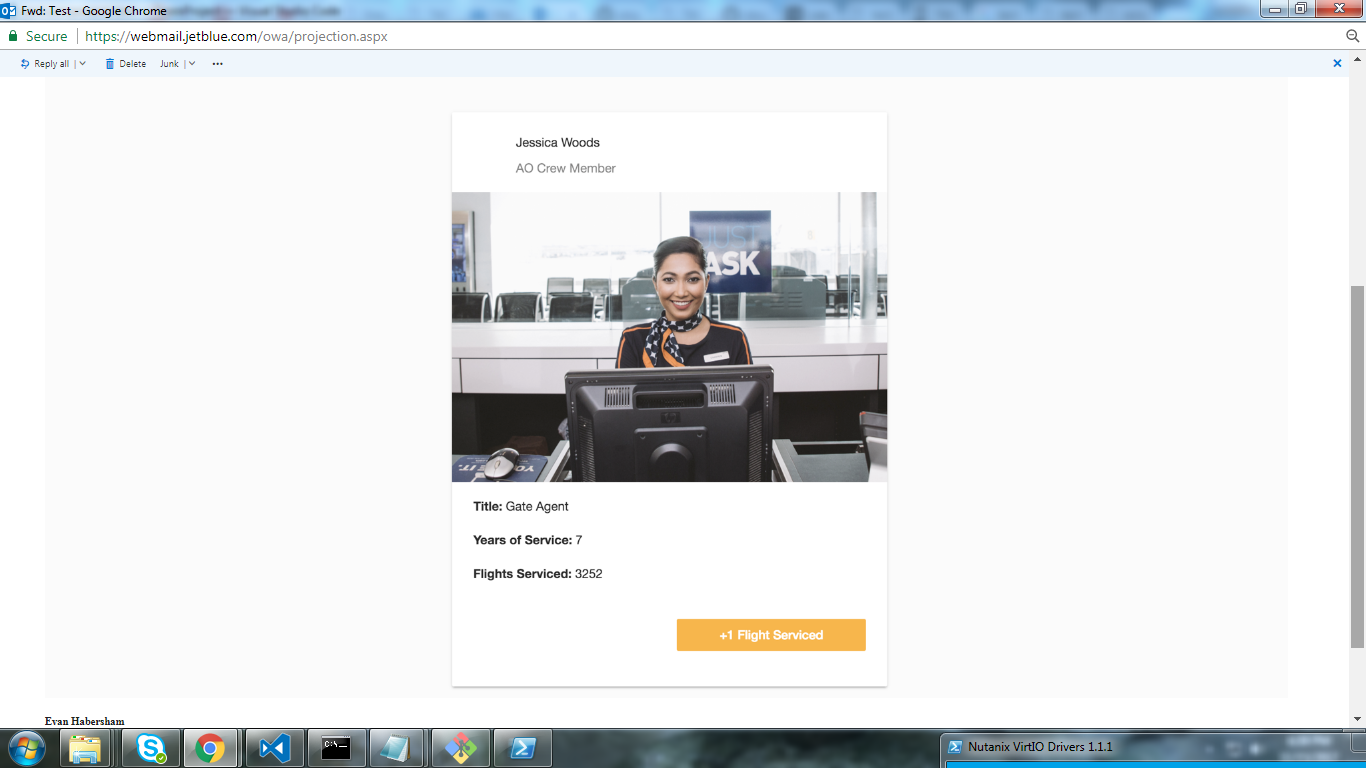 Fwd: Test - Google Chrome
Secure https://webmail.jetblue.com/owa/projection.aspx
Reply all Delete Junk
Jessica Woods
AO Crew Member
JUST
ASK
Title: Gate Agent
Years of Service: 7
Flights Serviced: 3252
+1 Flight Serviced
Evan Habersham
C:\
Nutanix VirtIO Drivers 1.1.1